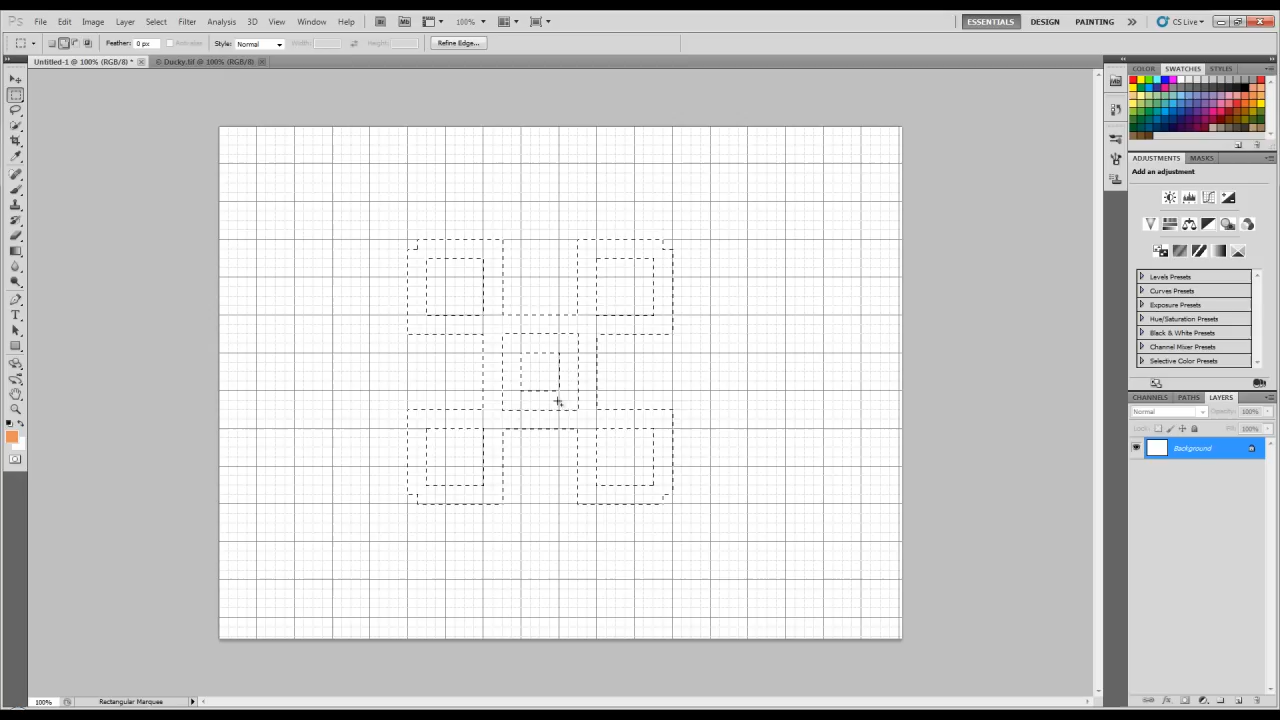 Ps File Edit Image Layer Select Filter Analysis 3D View Window Help Br Mb 100% ESSENTIALS DESIGN PAINTING CS Live
Feather: 0 px Anti-alias Style: Normal Width: Height: Refine Edge...
Untitled-1 @ 100% (RGB/8) * © Ducky.tif @ 100% (RGB/8)
COLOR SWATCHES STYLES
ADJUSTMENTS MASKS
Add an adjustment
Levels Presets
Curves Presets
Exposure Presets
Hue/Saturation Presets
Black & White Presets
Channel Mixer Presets
Selective Color Presets
CHANNELS PATHS LAYERS
Normal Opacity: 100%
Lock: Fill: 100%
Background
100% Rectangular Marquee